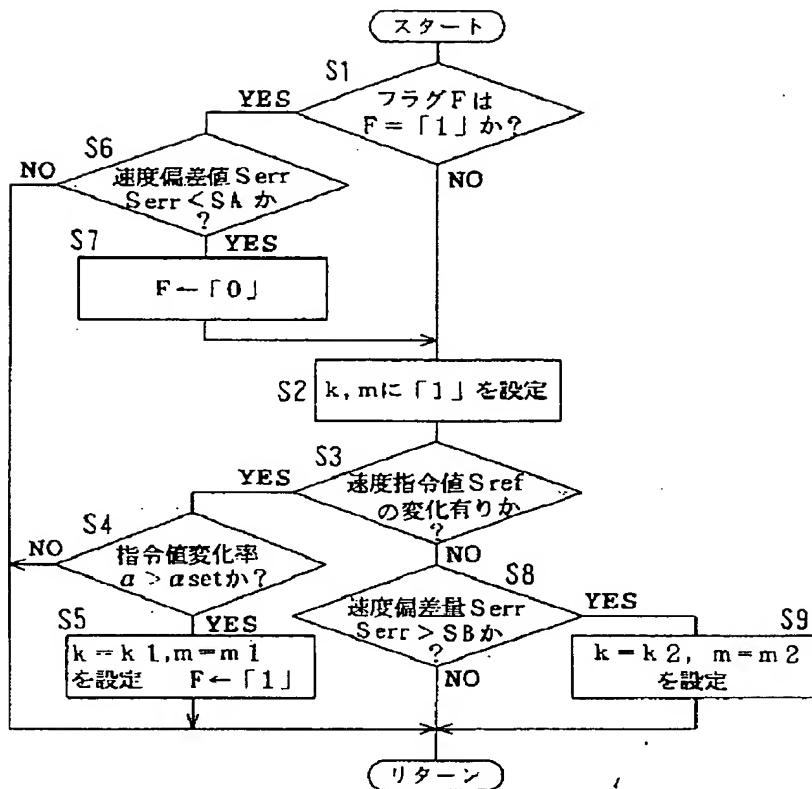 スタート
S1
フラグFは
F=「1」か?
YES
NO
S6
速度偏差値Serr
Serr<SAか
?
NO
YES
S7
F←「0」
S2
k,mに「1」を設定
S3
速度指令値Sref
の変化有りか
?
YES
NO
S4
指令値変化率
α>αsetか?
NO
YES
S5
k=k1,m=m1
を設定 F←「1」
S8
速度偏差量Serr
Serr>SBか
?
YES
NO
S9
k=k2, m=m2
を設定
リターン